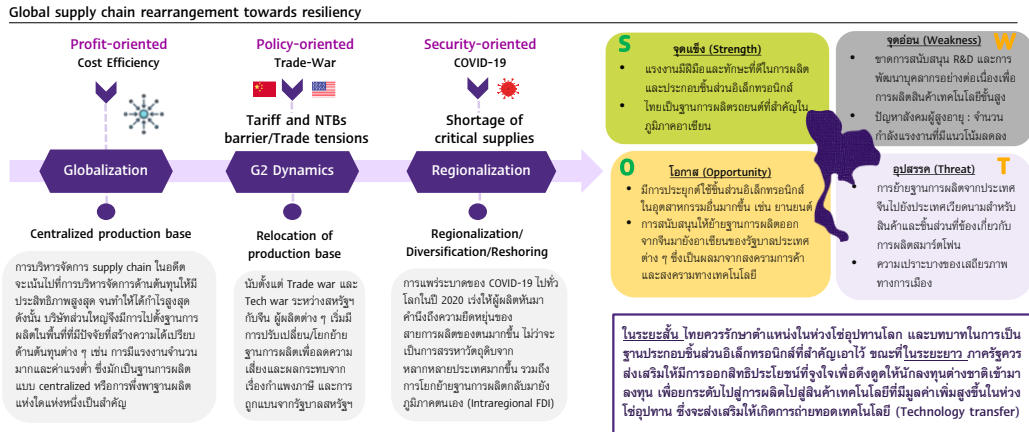 Global supply chain rearrangement towards resiliency
Profit-oriented
Cost Efficiency
Globalization
Centralized production base
การบริหารจัดการ supply chain ในอดีต
จะเน้นไปที่การบริหารจัดการด้านต้นทุนให้มี
ประสิทธิภาพสูงสุด จนทำให้ได้กำไรสูงสุด
ดังนั้น บริษัทส่วนใหญ่จึงมีการไปตั้งฐานการ
ผลิตในพื้นที่ที่มีปัจจัยที่สร้างความได้เปรียบ
ด้านต้นทุนต่าง ๆ เช่น การมีแรงงานจำนวน
มากและค่าแรงต่ำ ซึ่งมักเป็นฐานการผลิต
แบบ centralized หรือการพึ่งพาฐานผลิต
แห่งใดแห่งหนึ่งเป็นสำคัญ
Policy-oriented
Trade-War
Tariff and NTBs
barrier/Trade tensions
G2 Dynamics
Relocation of
production base
นับตั้งแต่ Trade war และ
Tech war ระหว่างสหรัฐฯ
กับจีน ผู้ผลิตต่าง ๆ เริ่มมี
การปรับเปลี่ยน/โยกย้าย
ฐานการผลิตเพื่อลดความ
เสี่ยงและผลกระทบจาก
เรื่องกำแพงภาษี และการ
ถูกแบนจากรัฐบาลสหรัฐฯ
Security-oriented
COVID-19
Shortage of
critical supplies
Regionalization
Regionalization/
Diversification/Reshoring
การแพร่ระบาดของ COVID-19 ไปทั่ว
โลกในปี 2020 เร่งให้ผู้ผลิตหันมา
คำนึงถึงความยืดหยุ่นของ
สายการผลิตของตนมากขึ้น ไม่ว่าจะ
เป็นการสรรหาวัตถุดิบจาก
หลากหลายประเทศมากขึ้น รวมถึง
การโยกย้ายฐานการผลิตกลับมายัง
ภูมิภาคตนเอง (Intraregional FDI)
S
จุดแข็ง (Strength)
• แรงงานมีฝีมือและทักษะที่ดีในการผลิต
และประกอบชิ้นส่วนอิเล็กทรอนิกส์
• ไทยเป็นฐานการผลิตรถยนต์ที่สำคัญใน
ภูมิภาคอาเซียน
จุดอ่อน (Weakness)
W
• ขาดการสนับสนุน R&D และการ
พัฒนาบุคลากรอย่างต่อเนื่องเพื่อ
การผลิตสินค้าเทคโนโลยีขั้นสูง
• ปัญหาสังคมผู้สูงอายุ : จำนวน
กำลังแรงงานที่มีแนวโน้มลดลง
O
โอกาส (Opportunity)
• มีการประยุกต์ใช้ชิ้นส่วนอิเล็กทรอนิกส์
ในอุตสาหกรรมอื่นมากขึ้น เช่น ยานยนต์
• การสนับสนุนให้ย้ายฐานการผลิตออก
จากจีนมายังอาเซียนของรัฐบาลประเทศ
ต่าง ๆ ซึ่งเป็นผลมาจากสงครามการค้า
และสงครามทางเทคโนโลยี
อุปสรรค (Threat)
T
• การย้ายฐานการผลิตจากประเทศ
จีนไปยังประเทศเวียดนามสำหรับ
สินค้าและชิ้นส่วนที่ข้องเกี่ยวกับ
การผลิตสมาร์ตโฟน
• ความเปราะบางของเสถียรภาพ
ทางการเมือง
ในระยะสั้น ไทยควรรักษาตำแหน่งในห่วงโซ่อุปทานโลก และบทบาทในการเป็น
ฐานประกอบชิ้นส่วนอิเล็กทรอนิกส์ที่สำคัญเอาไว้ ขณะที่ในระยะยาว ภาครัฐควร
ส่งเสริมให้มีการออกสิทธิประโยชน์ที่จูงใจเพื่อดึงดูดให้นักลงทุนต่างชาติเข้ามา
ลงทุน เพื่อยกระดับไปสู่การผลิตไปสู่สินค้าเทคโนโลยีที่มีมูลค่าเพิ่มสูงขึ้นในห่วง
โซ่อุปทาน ซึ่งจะส่งเสริมให้เกิดการถ่ายทอดเทคโนโลยี (Technology transfer)